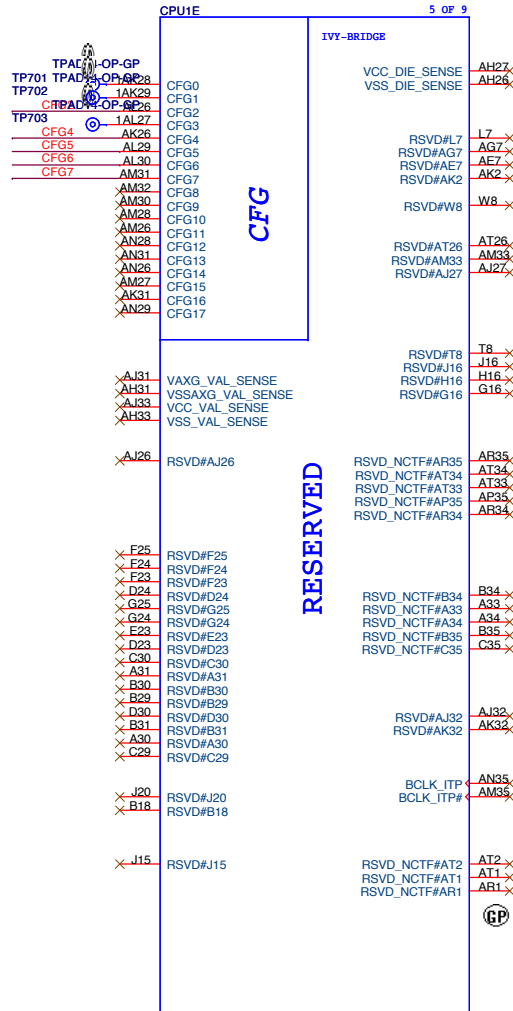 CPU1E
5 OF 9
IVY-BRIDGE
TP701
TP702
TP703
CFG4
CFG5
CFG6
CFG7
1AK28 CFG0
1AK29 CFG1
CFG2
1AL27 CFG3
AK26 CFG4
AL29 CFG5
AL30 CFG6
AM31 CFG7
AM32 CFG8
AM30 CFG9
AM28 CFG10
AM26 CFG11
AN28 CFG12
AN31 CFG13
AN26 CFG14
AM27 CFG15
AK31 CFG16
AN29 CFG17
CFG
AJ31 VAXG_VAL_SENSE
AH31 VSSAXG_VAL_SENSE
AJ33 VCC_VAL_SENSE
AH33 VSS_VAL_SENSE
AJ26 RSVD#AJ26
RESERVED
F25 RSVD#F25
F24 RSVD#F24
F23 RSVD#F23
D24 RSVD#D24
G25 RSVD#G25
G24 RSVD#G24
E23 RSVD#E23
D23 RSVD#D23
C30 RSVD#C30
A31 RSVD#A31
B30 RSVD#B30
B29 RSVD#B29
D30 RSVD#D30
B31 RSVD#B31
A30 RSVD#A30
C29 RSVD#C29
J20 RSVD#J20
B18 RSVD#B18
J15 RSVD#J15
VCC_DIE_SENSE AH27
VSS_DIE_SENSE AH26
RSVD#L7 L7
RSVD#AG7 AG7
RSVD#AE7 AE7
RSVD#AK2 AK2
RSVD#W8 W8
RSVD#AT26 AT26
RSVD#AM33 AM33
RSVD#AJ27 AJ27
RSVD#T8 T8
RSVD#J16 J16
RSVD#H16 H16
RSVD#G16 G16
RSVD_NCTF#AR35 AR35
RSVD_NCTF#AT34 AT34
RSVD_NCTF#AT33 AT33
RSVD_NCTF#AP35 AP35
RSVD_NCTF#AR34 AR34
RSVD_NCTF#B34 B34
RSVD_NCTF#A33 A33
RSVD_NCTF#A34 A34
RSVD_NCTF#B35 B35
RSVD_NCTF#C35 C35
RSVD#AJ32 AJ32
RSVD#AK32 AK32
BCLK_ITP AN35
BCLK_ITP# AM35
RSVD_NCTF#AT2 AT2
RSVD_NCTF#AT1 AT1
RSVD_NCTF#AR1 AR1
GP